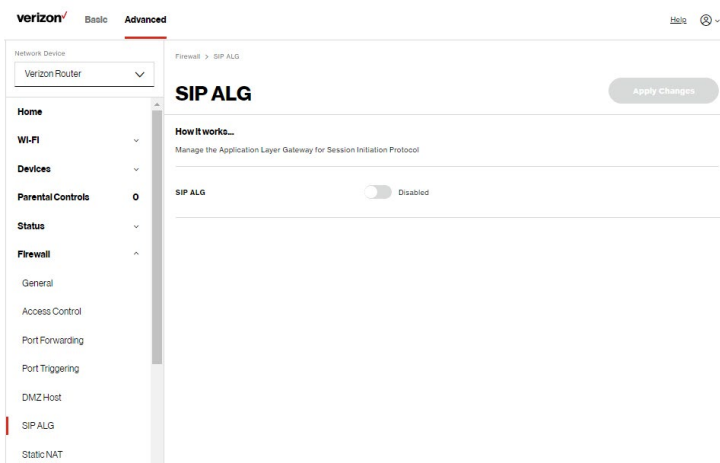 verizon
Basic
Advanced
Help
Network Device
Verizon Router
Home
Wi-Fi
Devices
Parental Controls 0
Status
Firewall
General
Access Control
Port Forwarding
Port Triggering
DMZ Host
SIP ALG
Static NAT
Firewall > SIP ALG
SIP ALG
Apply Changes
How it works...
Manage the Application Layer Gateway for Session Initiation Protocol
SIP ALG Disabled